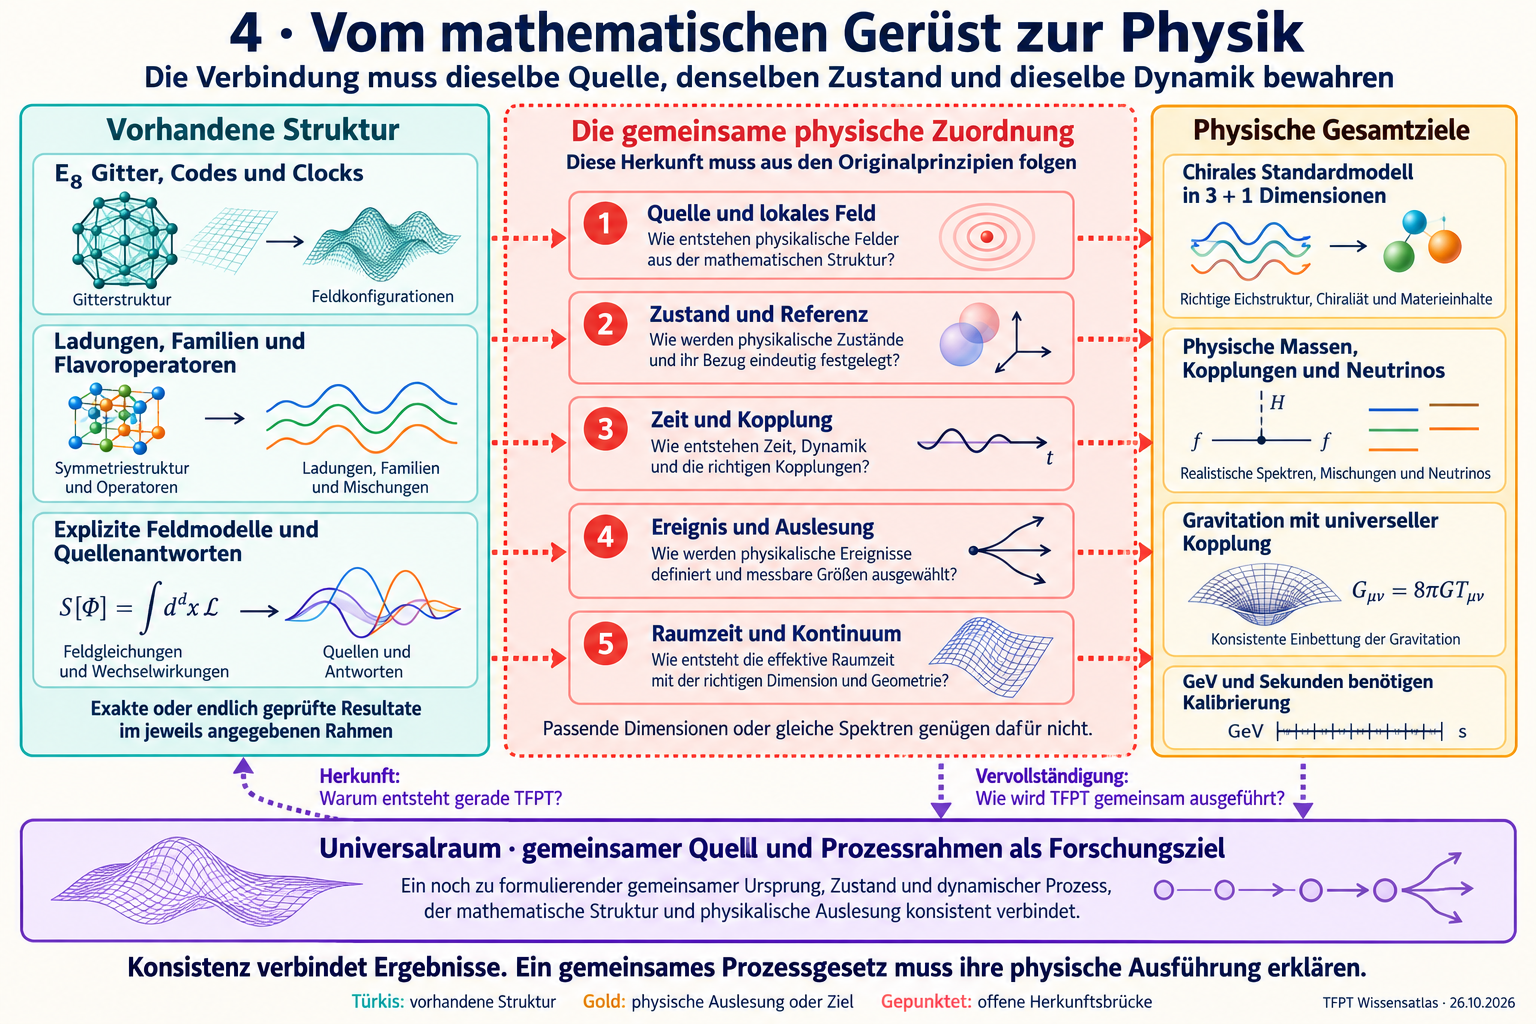 4 · Vom mathematischen Gerüst zur Physik
Die Verbindung muss dieselbe Quelle, denselben Zustand und dieselbe Dynamik bewahren
Vorhandene Struktur
E₈ Gitter, Codes und Clocks
Gitterstruktur
Feldkonfigurationen
Ladungen, Familien und
Flavoroperatoren
Symmetriestruktur
und Operatoren
Ladungen, Familien
und Mischungen
Explizite Feldmodelle und
Quellenantworten
S[Φ] = ∫ dᵈx ℒ
Feldgleichungen
und Wechselwirkungen
Quellen und
Antworten
Exakte oder endlich geprüfte Resultate
im jeweils angegebenen Rahmen
Die gemeinsame physische Zuordnung
Diese Herkunft muss aus den Originalprinzipien folgen
1
Quelle und lokales Feld
Wie entstehen physikalische Felder
aus der mathematischen Struktur?
2
Zustand und Referenz
Wie werden physikalische Zustände
und ihr Bezug eindeutig festgelegt?
3
Zeit und Kopplung
Wie entstehen Zeit, Dynamik
und die richtigen Kopplungen?
t
4
Ereignis und Auslesung
Wie werden physikalische Ereignisse
definiert und messbare Größen ausgewählt?
5
Raumzeit und Kontinuum
Wie entsteht die effektive Raumzeit
mit der richtigen Dimension und Geometrie?
Passende Dimensionen oder gleiche Spektren genügen dafür nicht.
Physische Gesamtziele
Chirales Standardmodell
in 3 + 1 Dimensionen
Richtige Eichstruktur, Chiraliät und Materieinhalte
Physische Massen,
Kopplungen und Neutrinos
H
f f
Realistische Spektren, Mischungen und Neutrinos
Gravitation mit universeller
Kopplung
Gμν = 8πGTμν
Konsistente Einbettung der Gravitation
GeV und Sekunden benötigen
Kalibrierung
GeV s
Herkunft:
Warum entsteht gerade TFPT?
Vervollständigung:
Wie wird TFPT gemeinsam ausgeführt?
Universalraum · gemeinsamer Quell und Prozessrahmen als Forschungsziel
Ein noch zu formulierender gemeinsamer Ursprung, Zustand und dynamischer Prozess,
der mathematische Struktur und physikalische Auslesung konsistent verbindet.
Konsistenz verbindet Ergebnisse. Ein gemeinsames Prozessgesetz muss ihre physische Ausführung erklären.
Türkis: vorhandene Struktur Gold: physische Auslesung oder Ziel Gepunktet: offene Herkunftsbrücke
TFPT Wissensatlas · 26.10.2026